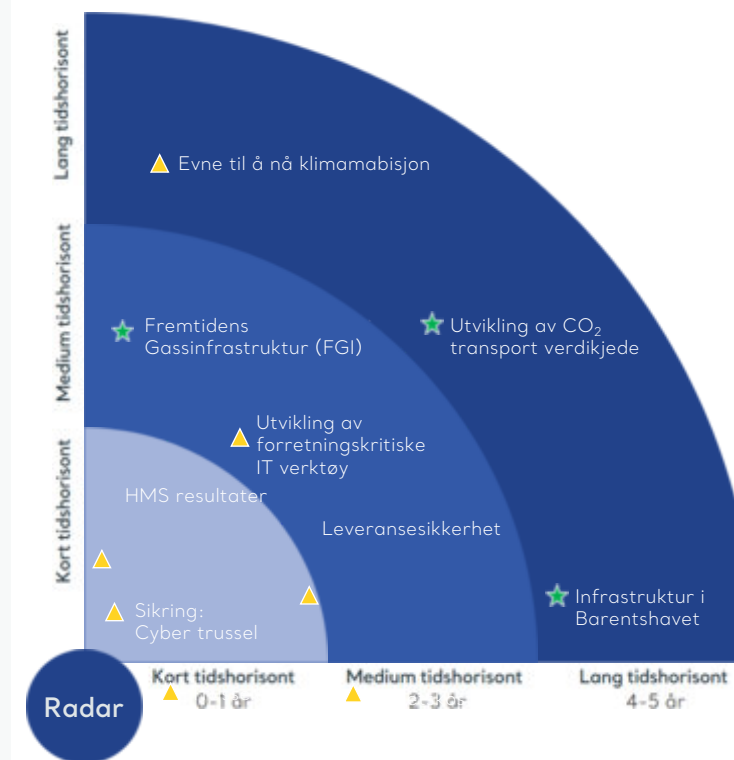 Lang tidshorisont
Evne til å nå klimamabisjon
Medium tidshorisont
Fremtidens
Gassinfrastruktur (FGI)
Utvikling av CO₂
transport verdikjede
Utvikling av
forretningskritiske
IT verktøy
Kort tidshorisont
HMS resultater
Leveransesikkerhet
Sikring:
Cyber trussel
Infrastruktur i
Barentshavet
Radar
Kort tidshorisont
0-1 år
Medium tidshorisont
2-3 år
Lang tidshorisont
4-5 år